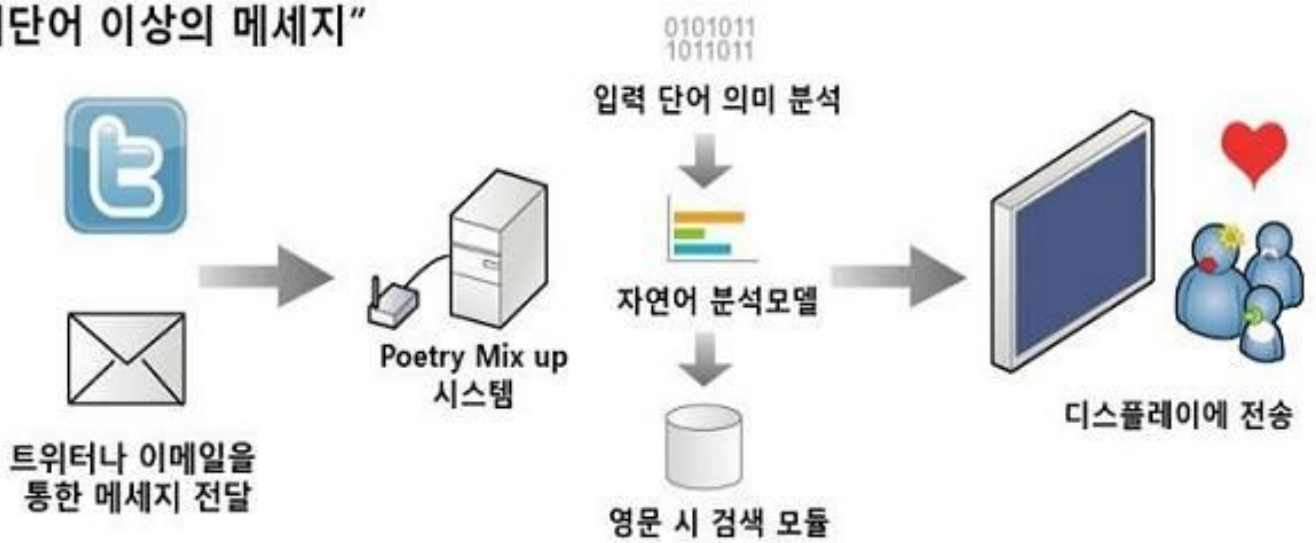 단어 이상의 메세지”
0101011
1011011
입력 단어 의미 분석
자연어 분석모델
Poetry Mix up
시스템
디스플레이에 전송
트위터나 이메일을
통한 메세지 전달
영문 시 검색 모듈